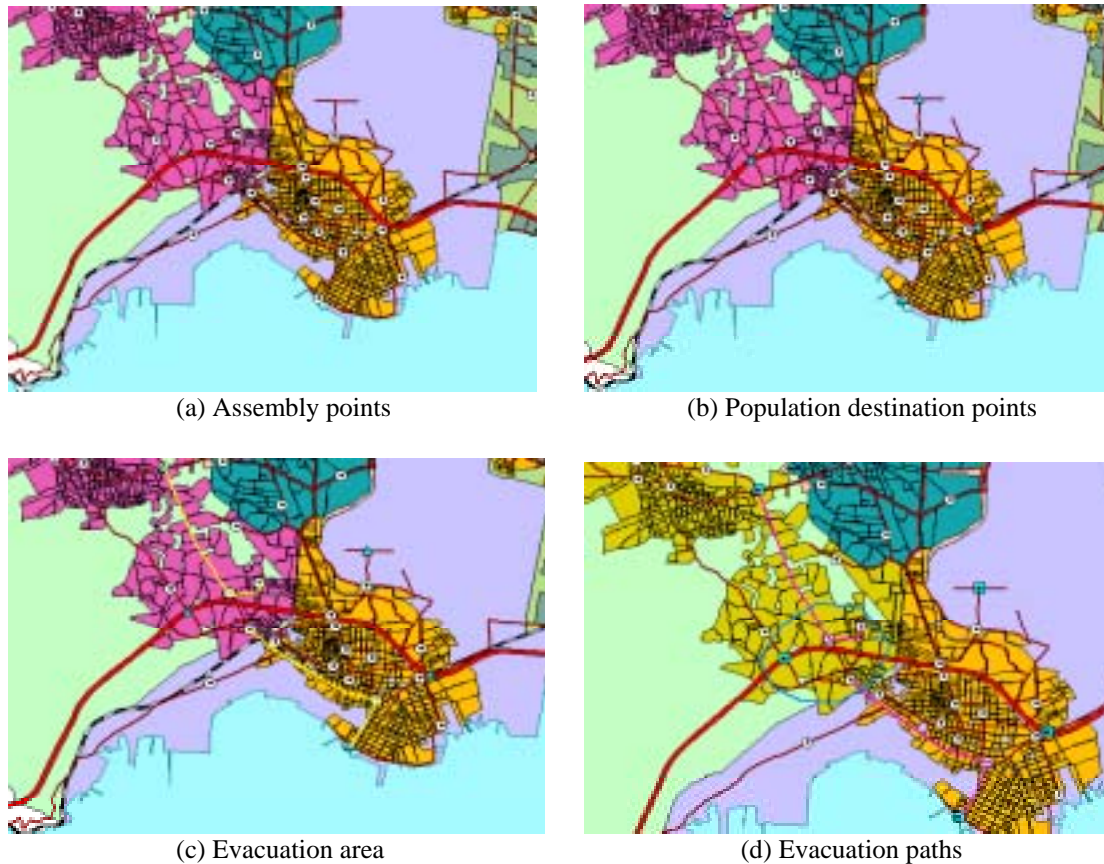 (a) Assembly points
(b) Population destination points
(c) Evacuation area
(d) Evacuation paths